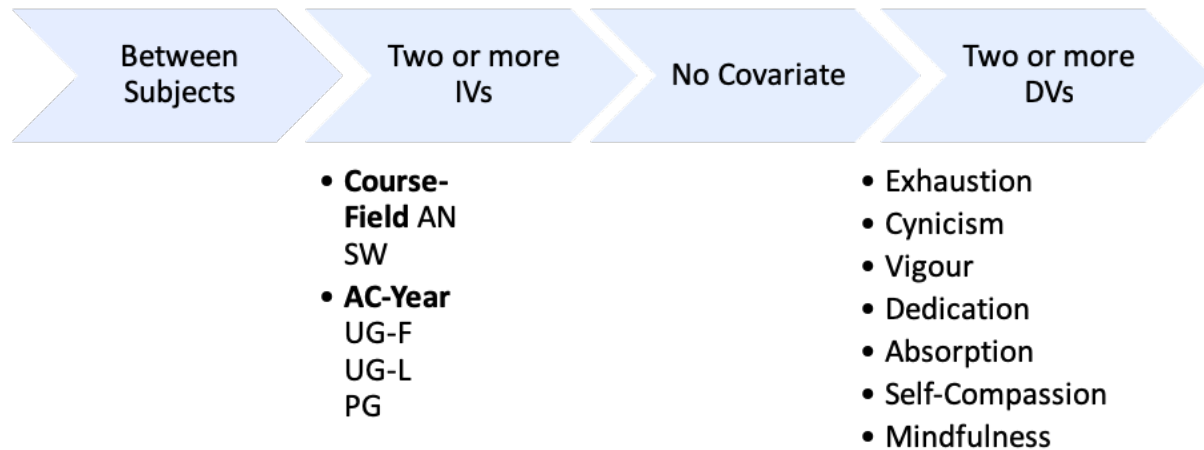 Between
Subjects
Two or more
IVs
No Covariate
Two or more
DVs
• Course-
Field AN
SW
• AC-Year
UG-F
UG-L
PG
• Exhaustion
• Cynicism
• Vigour
• Dedication
• Absorption
• Self-Compassion
• Mindfulness